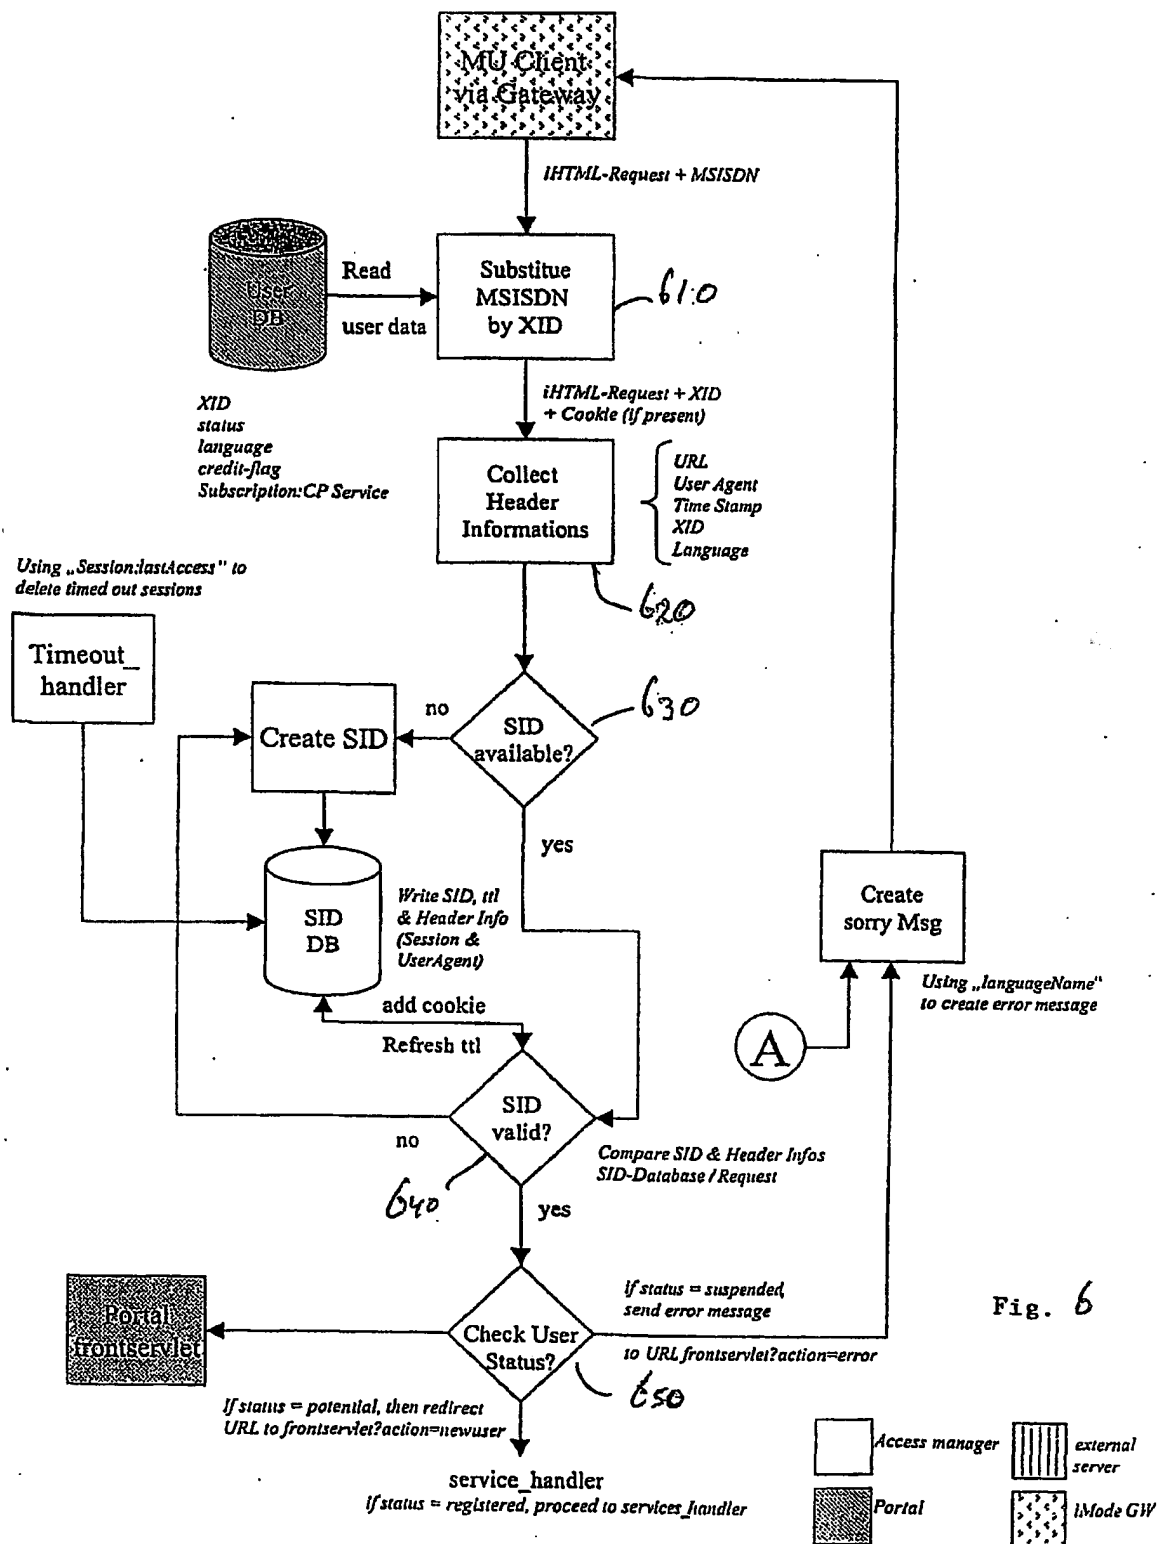 MU Client
via Gateway
iHTML-Request + MSISDN
User
DB
Read
user data
Substitue
MSISDN
by XID
610
XID
status
language
credit-flag
Subscription:CP Service
iHTML-Request + XID
+ Cookie (if present)
Collect
Header
Informations
URL
User Agent
Time Stamp
XID
Language
620
Using „Session:lastAccess" to
delete timed out sessions
Timeout_
handler
Create SID
no
SID
available?
630
yes
SID
DB
Write SID, ttl
& Header Info
(Session &
UserAgent)
Create
sorry Msg
Using „languageName"
to create error message
A
add cookie
Refresh ttl
SID
valid?
no
640
Compare SID & Header Infos
SID-Database / Request
yes
Portal
frontservlet
Check User
Status?
650
If status = suspended,
send error message
to URL frontservlet?action=error
Fig. 6
If status = potential, then redirect
URL to frontservlet?action=newuser
service_handler
if status = registered, proceed to services_handler
Access manager
external
server
Portal
iMode GW